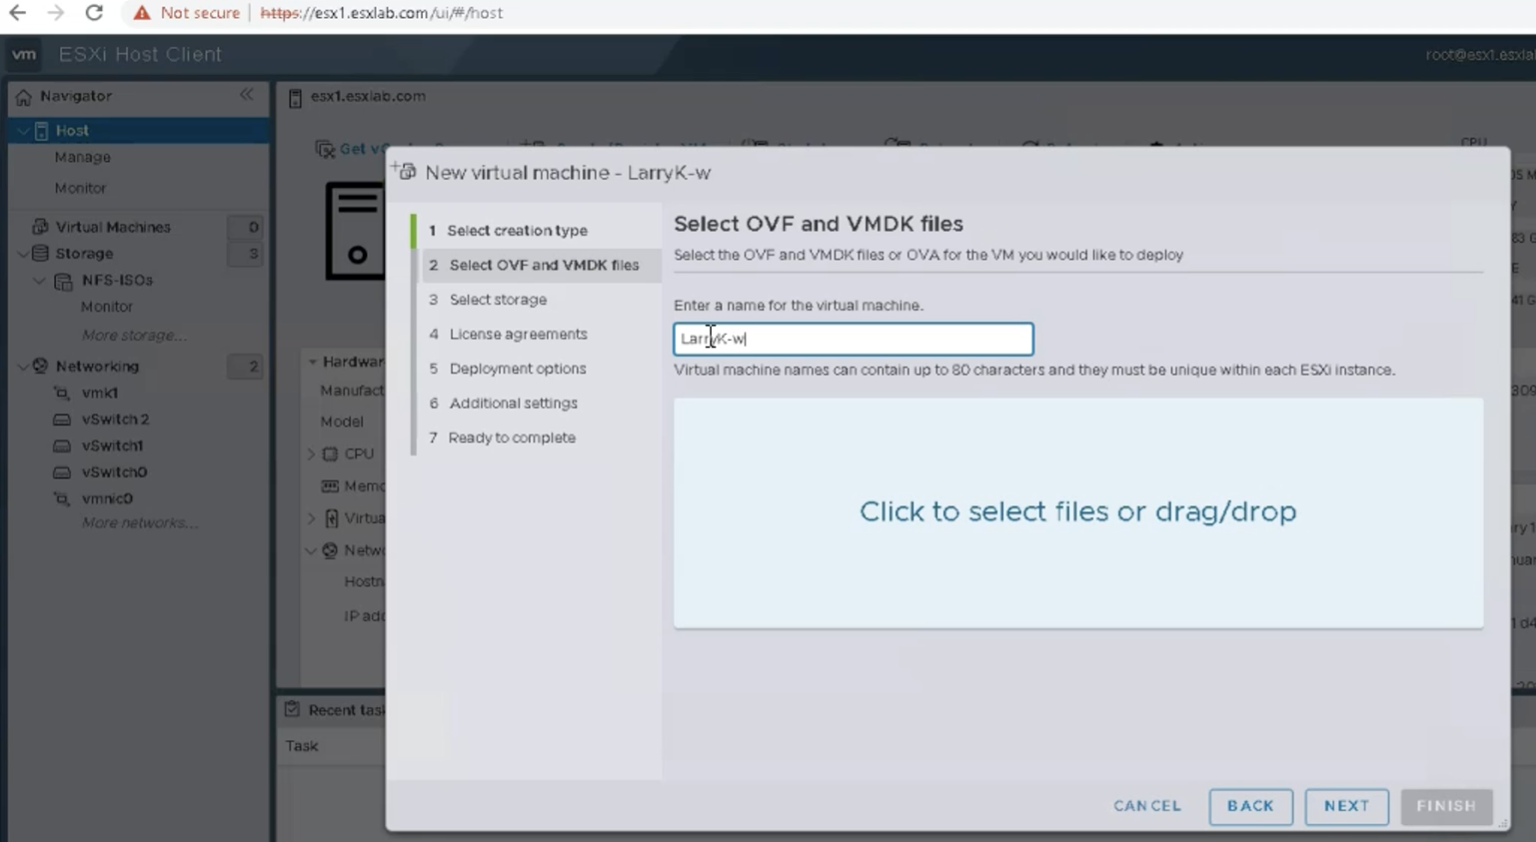 Not secure | https://esx1.esxlab.com/ui/#/host
vm ESXi Host Client
root@esx1.esxla
Navigator
Host
Manage
Monitor
Virtual Machines 0
Storage 3
NFS-ISOs
Monitor
More storage...
Networking 2
vmk1
vSwitch 2
vSwitch1
vSwitch0
vmnic0
More networks...
esx1.esxlab.com
Get v
CPU
Hardwar
Manufact
Model
CPU
Memo
Virtua
Netwo
Hostn
IP add
Recent tas
Task
New virtual machine - LarryK-w
1 Select creation type
2 Select OVF and VMDK files
3 Select storage
4 License agreements
5 Deployment options
6 Additional settings
7 Ready to complete
Select OVF and VMDK files
Select the OVF and VMDK files or OVA for the VM you would like to deploy
Enter a name for the virtual machine.
LarryK-w
Virtual machine names can contain up to 80 characters and they must be unique within each ESXi instance.
Click to select files or drag/drop
CANCEL BACK NEXT FINISH